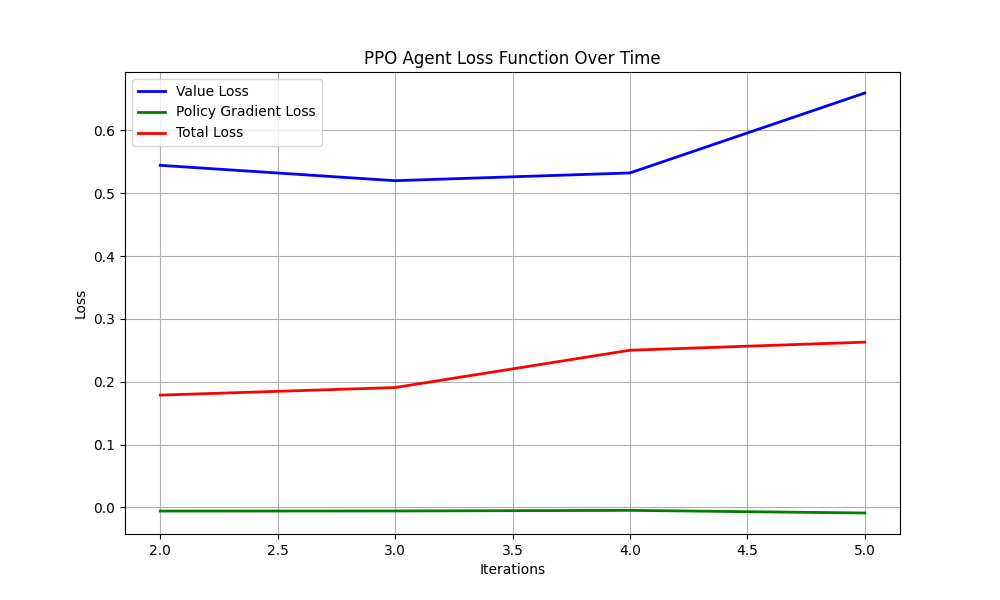 PPO Agent Loss Function Over Time
Value Loss
Policy Gradient Loss
Total Loss
Loss
0.6
0.5
0.4
0.3
0.2
0.1
0.0
2.0 2.5 3.0 3.5 4.0 4.5 5.0
Iterations